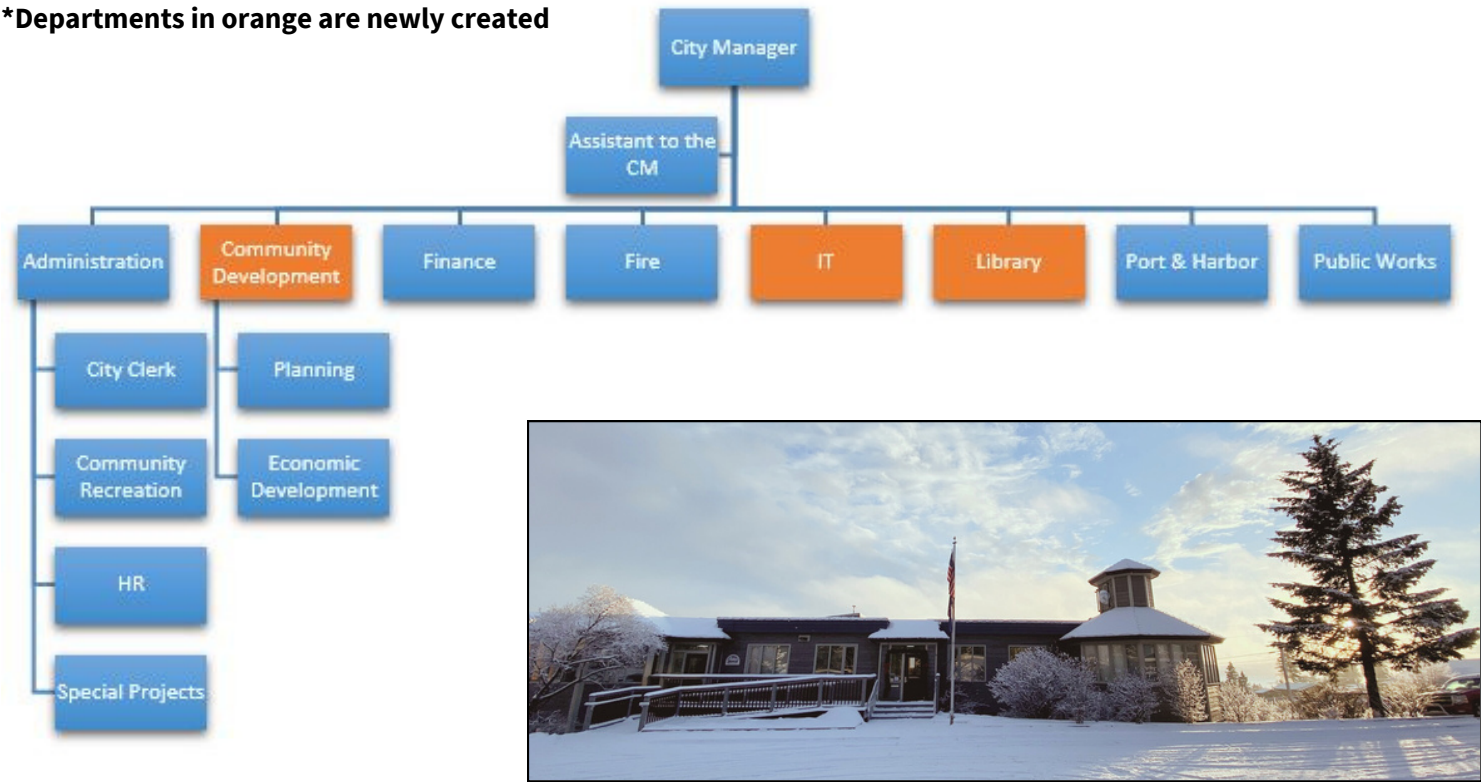 *Departments in orange are newly created
City Manager
Assistant to the
CM
Administration
Community
Development
Finance
Fire
IT
Library
Port & Harbor
Public Works
City Clerk
Planning
Community
Recreation
Economic
Development
HR
Special Projects